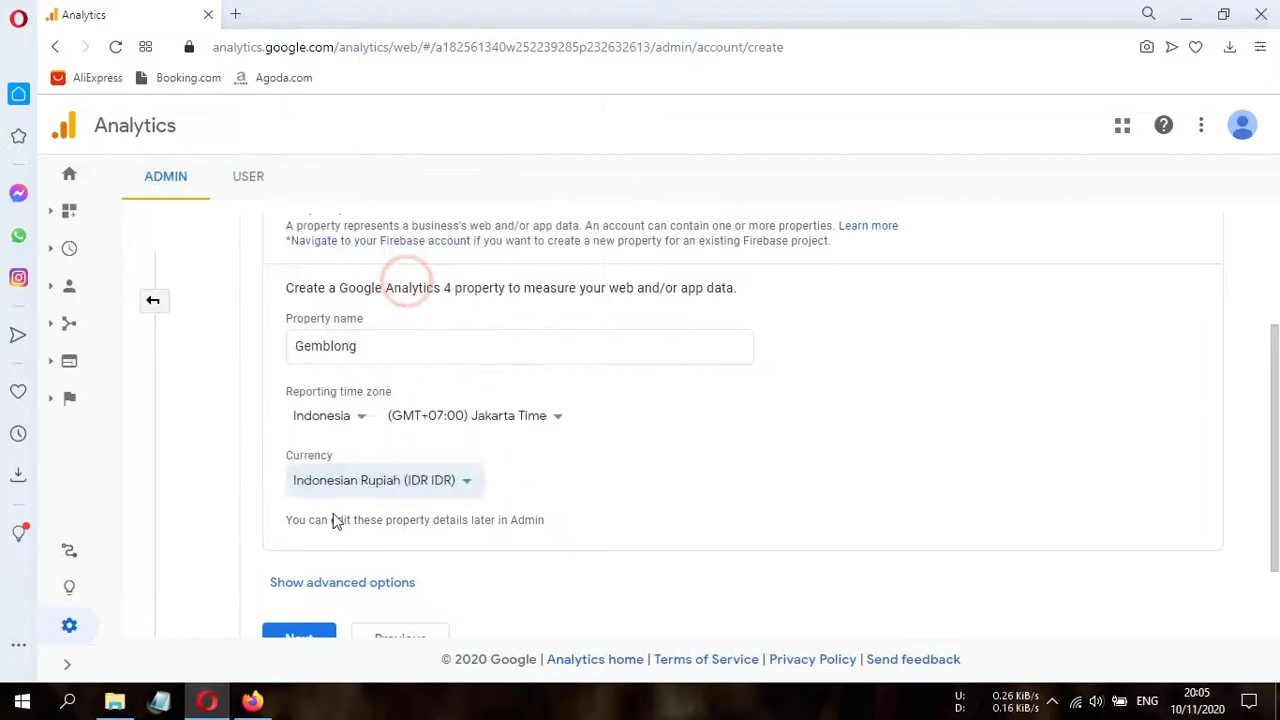 Analytics
analytics.google.com/analytics/web/#/a182561340w252239285p232632613/admin/account/create
AliExpress
Booking.com
Agoda.com
Analytics
ADMIN
USER
A property represents a business's web and/or app data. An account can contain one or more properties. Learn more
*Navigate to your Firebase account if you want to create a new property for an existing Firebase project.
Create a Google Analytics 4 property to measure your web and/or app data.
Property name
Gemblong
Reporting time zone
Indonesia
(GMT+07:00) Jakarta Time
Currency
Indonesian Rupiah (IDR IDR)
You can edit these property details later in Admin
Show advanced options
Next
Previous
© 2020 Google | Analytics home | Terms of Service | Privacy Policy | Send feedback
U: 0.26 KiB/s
D: 0.16 KiB/s
ENG
20:05
10/11/2020